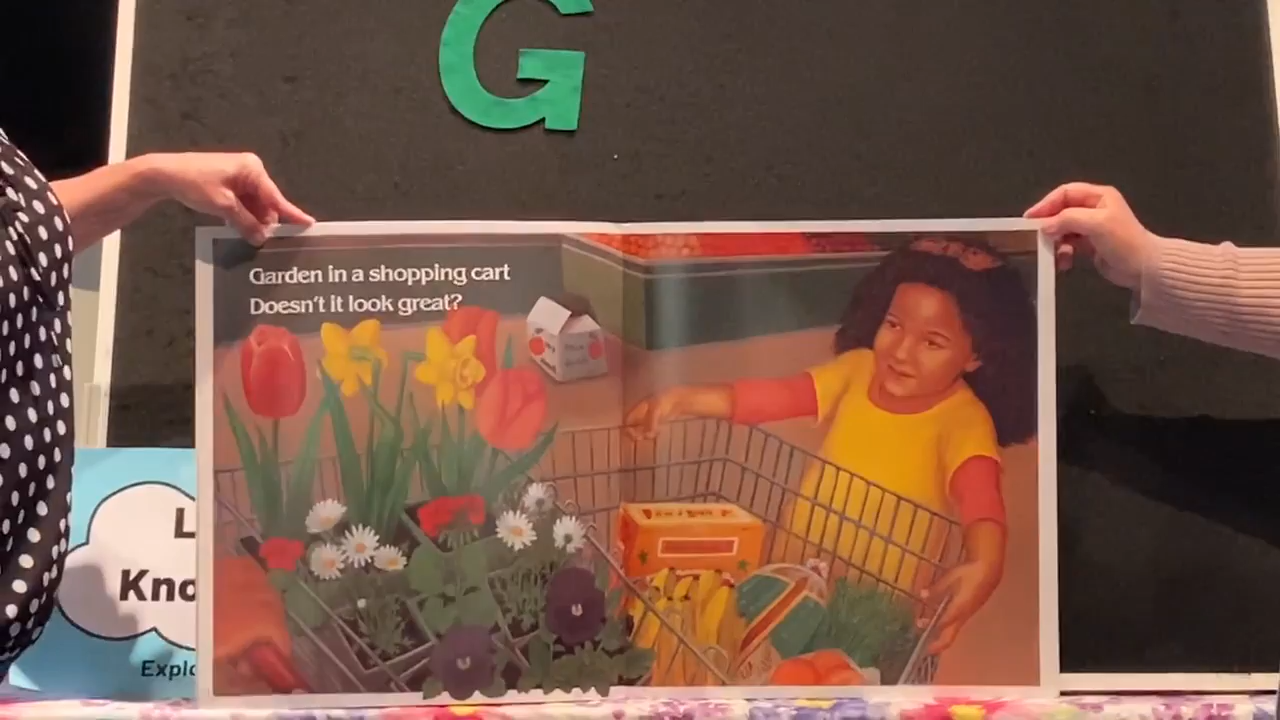 G
Garden in a shopping cart
Doesn't it look great?
L
Kno
Explo